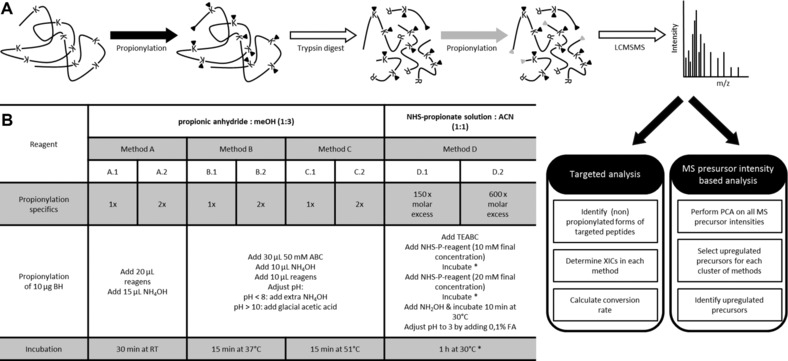 A
Propionylation
Trypsin digest
Propionylation
LCMSMS
Intensity
m/z
B
Reagent
propionic anhydride : meOH (1:3)
NHS-propionate solution : ACN
(1:1)
Method A
Method B
Method C
Method D
A.1
A.2
B.1
B.2
C.1
C.2
D.1
D.2
Propionylation
specifics
1x
2x
1x
2x
1x
2x
150 x
molar
excess
600 x
molar
excess
Propionylation
of 10 µg BH
Add 20 µL
reagens
Add 15 µL NH₄OH
Add 30 µL 50 mM ABC
Add 10 µL NH₄OH
Add 10 µL reagens
Adjust pH:
pH < 8: add extra NH₄OH
pH > 10: add glacial acetic acid
Add TEABC
Add NHS-P-reagent (10 mM final
concentration)
Incubate *
Add NHS-P-reagent (20 mM final
concentration)
Incubate *
Add NH₂OH & incubate 10 min at
30°C
Adjust pH to 3 by adding 0,1% FA
Incubation
30 min at RT
15 min at 37°C
15 min at 51°C
1 h at 30°C *
Targeted analysis
Identify (non)
propionylated forms of
targeted peptides
Determine XICs in each
method
Calculate conversion
rate
MS precursor intensity
based analysis
Perform PCA on all MS
precursor intensities
Select upregulated
precursors for each
cluster of methods
Identify upregulated
precursors